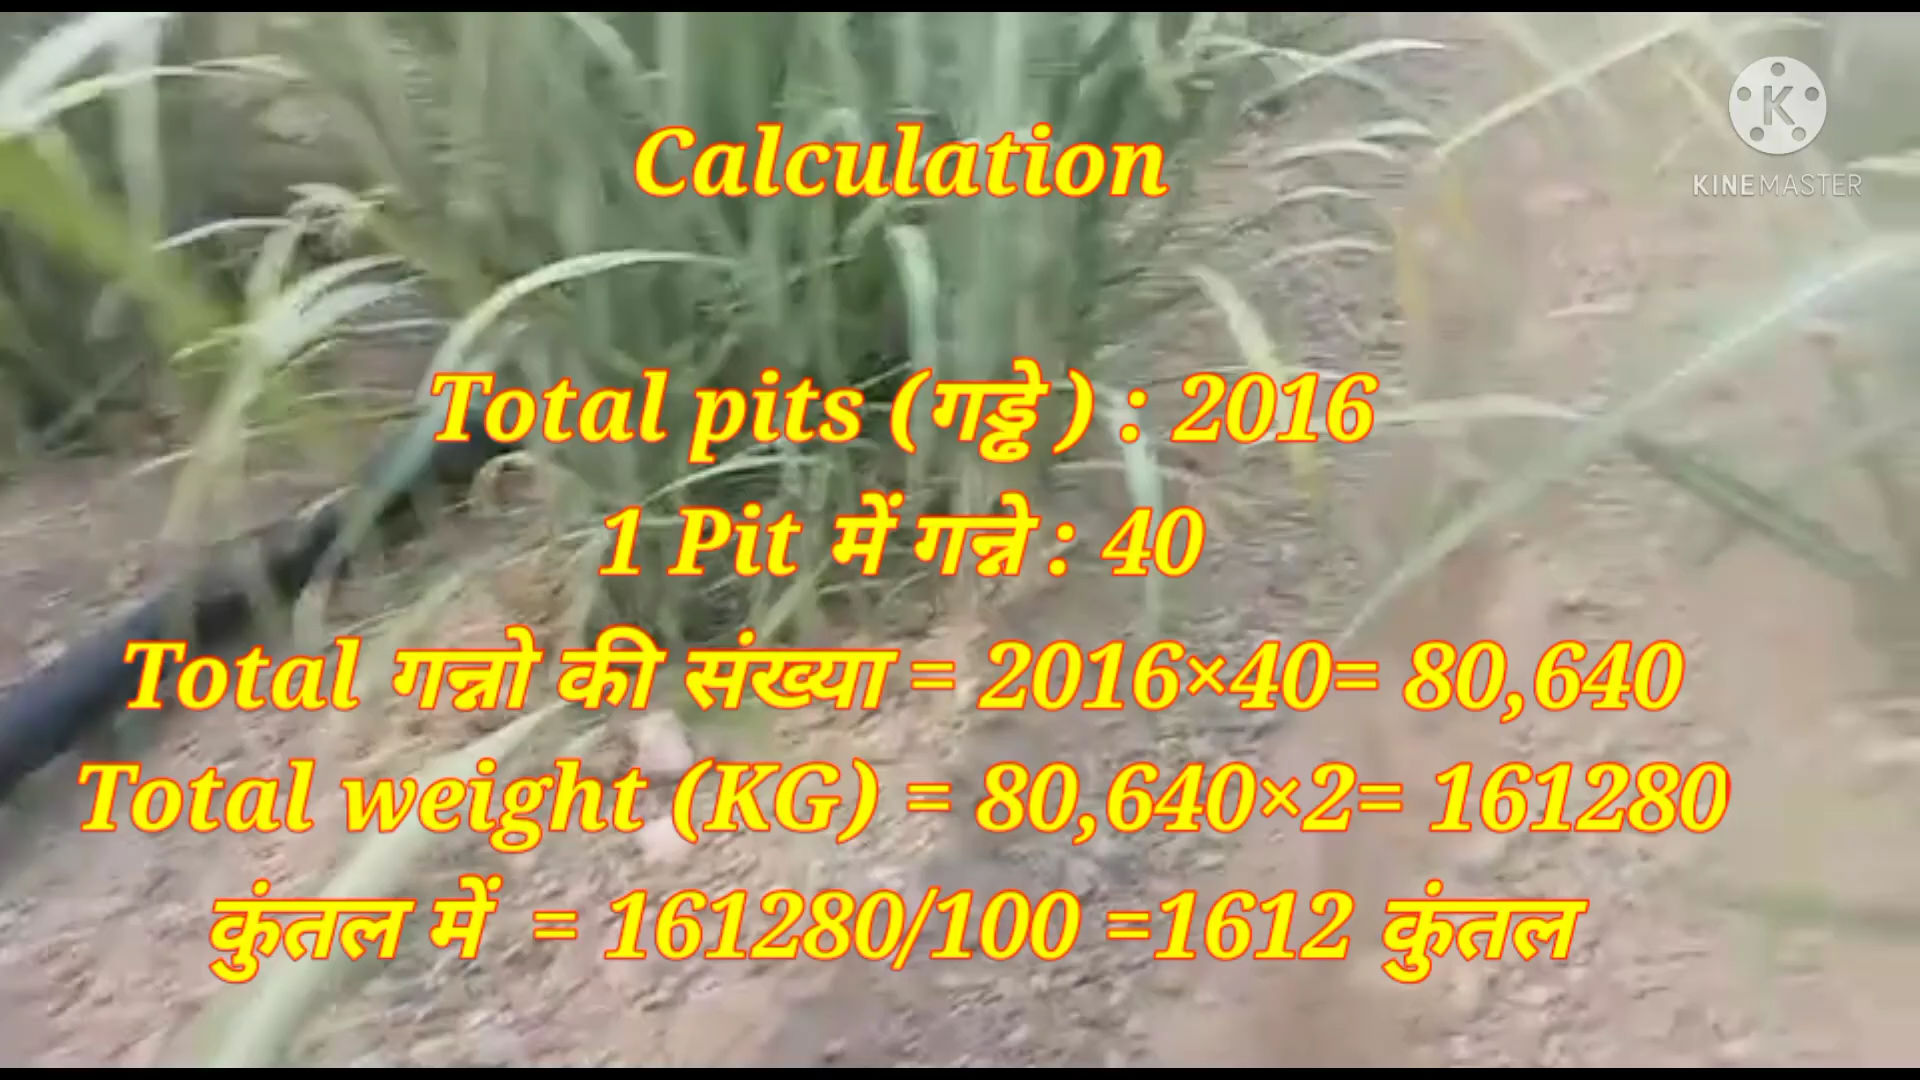 KINEMASTER
Calculation
Total pits (गड्ढे ) : 2016
1 Pit में गन्ने : 40
Total गन्नो की संख्या = 2016×40= 80,640
Total weight (KG) = 80,640×2= 161280
कुंतल में = 161280/100 =1612 कुंतल